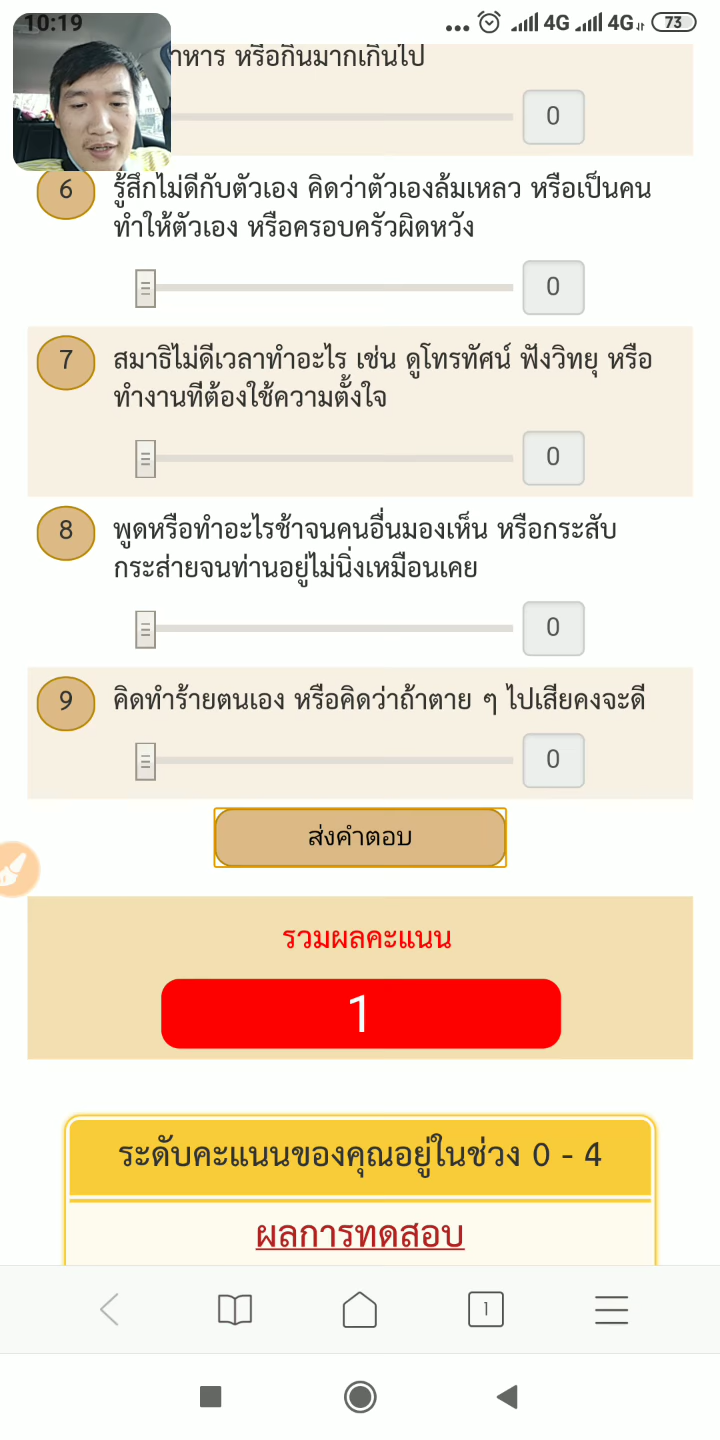 10:19
... 4G 4G 73
าหาร หรือกินมากเกินไป
0
6
รู้สึกไม่ดีกับตัวเอง คิดว่าตัวเองล้มเหลว หรือเป็นคน
ทำให้ตัวเอง หรือครอบครัวผิดหวัง
0
7
สมาธิไม่ดีเวลาทำอะไร เช่น ดูโทรทัศน์ ฟังวิทยุ หรือ
ทำงานทีต้องใช้ความตั้งใจ
0
8
พูดหรือทำอะไรช้าจนคนอื่นมองเห็น หรือกระสับ
กระส่ายจนท่านอยู่ไม่นิ่งเหมือนเคย
0
9
คิดทำร้ายตนเอง หรือคิดว่าถ้าตาย ๆ ไปเสียคงจะดี
0
ส่งคำตอบ
รวมผลคะแนน
1
ระดับคะแนนของคุณอยู่ในช่วง 0 - 4
ผลการทดสอบ
1